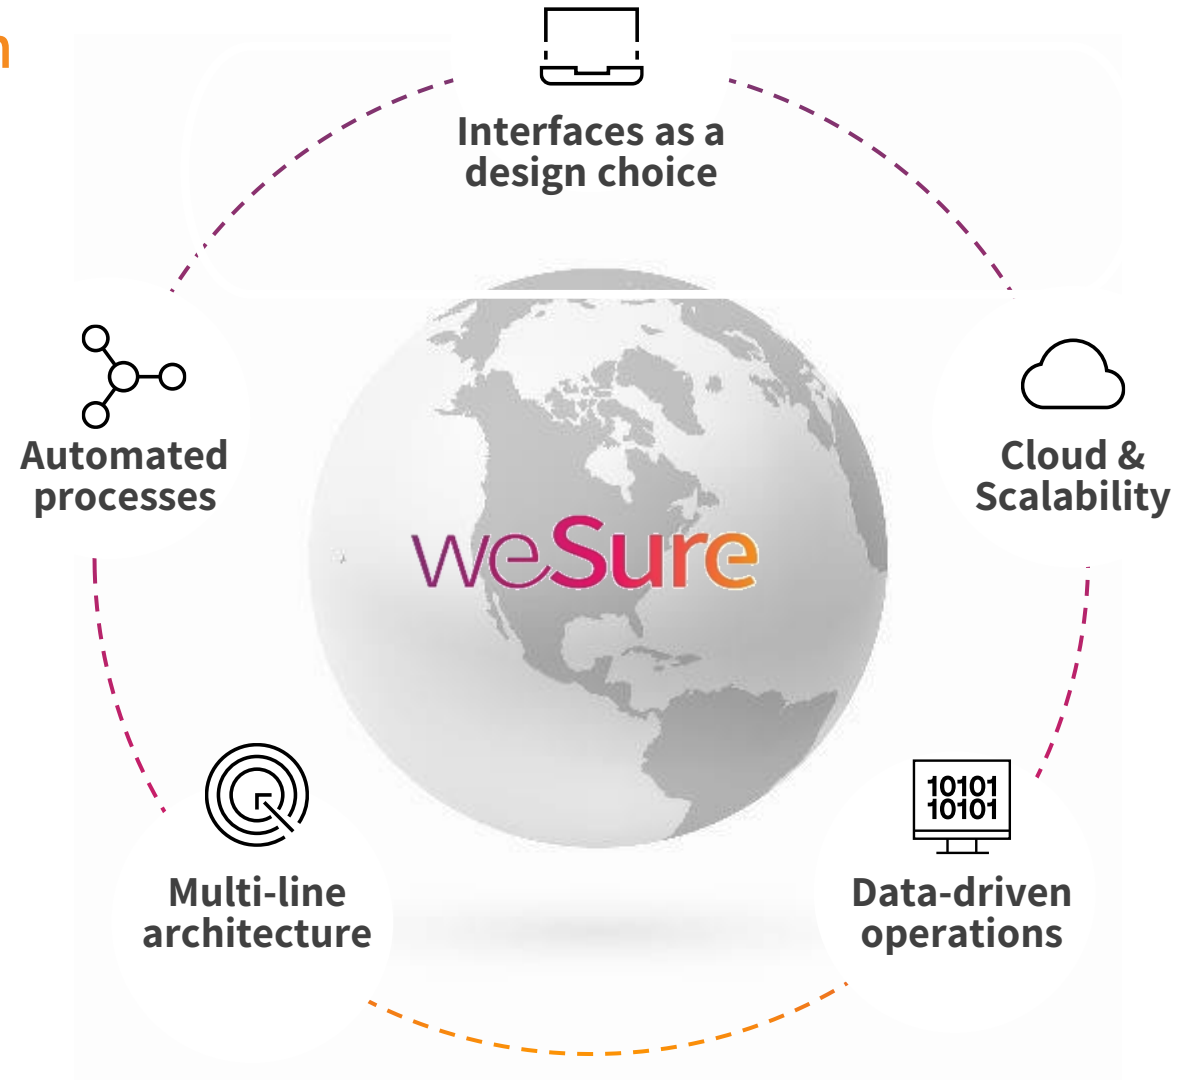 n
Interfaces as a
design choice
Automated
processes
Cloud &
Scalability
weSure
10101
10101
Multi-line
architecture
Data-driven
operations